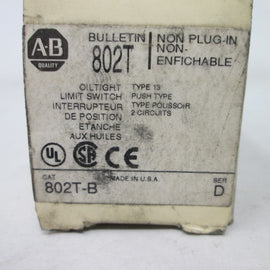 A-B
QUALITY
BULLETIN
802T
NON PLUG-IN
NON-
ENFICHABLE
OILTIGHT
LIMIT SWITCH
INTERRUPTEUR
DE POSITION
ETANCHE
AUX HUILES
TYPE 13
PUSH TYPE
TYPE POUSSOIR
2 CIRCUITS
UL
SA
CE
CAT
802T-B
MADE IN U.S.A.
SER
D